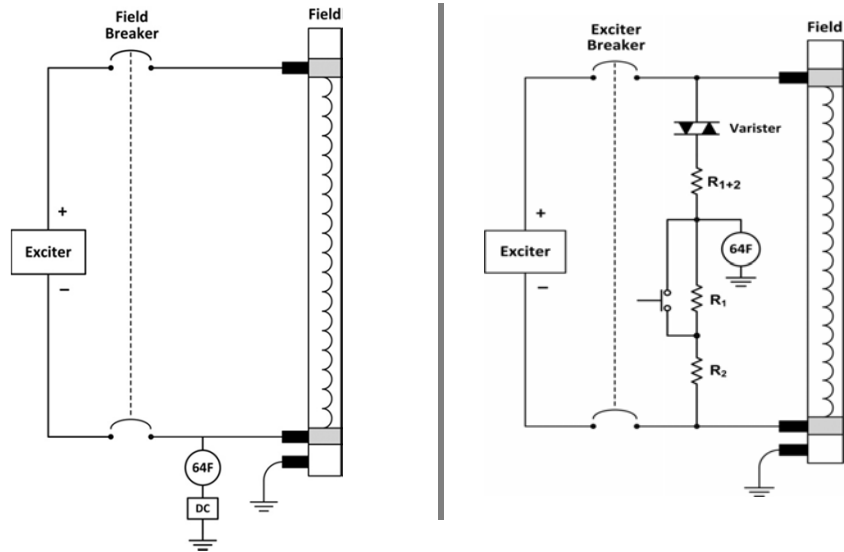 Field
Breaker
Field
+
Exciter
−
64F
DC
Exciter
Breaker
Field
Varister
R1+2
+
Exciter
64F
−
R1
R2